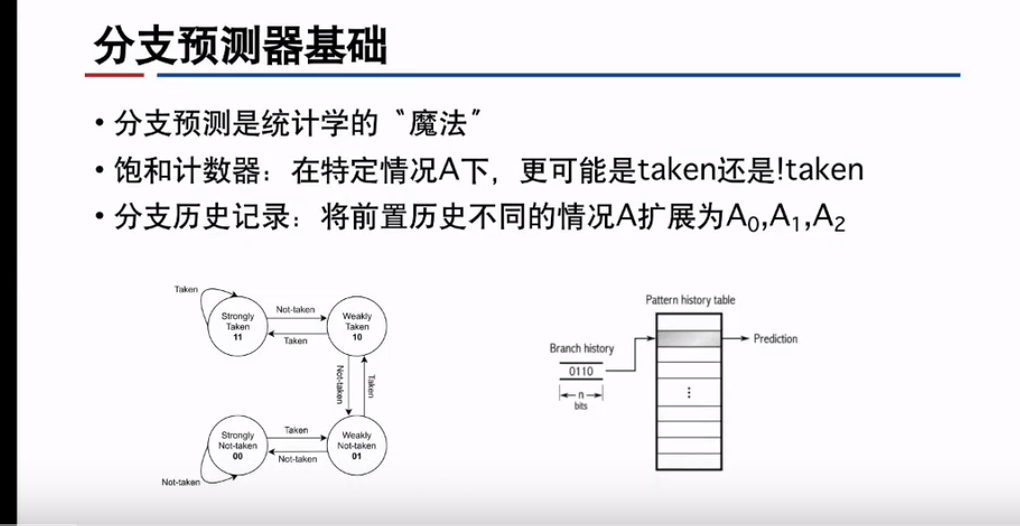 分支预测器基础
• 分支预测是统计学的“魔法”
• 饱和计数器：在特定情况A下，更可能是taken还是!taken
• 分支历史记录：将前置历史不同的情况A扩展为A₀,A₁,A₂
Taken
Strongly
Taken
11
Not-taken
Taken
Weakly
Taken
10
Not-taken
Taken
Strongly
Not-taken
00
Taken
Not-taken
Weakly
Not-taken
01
Not-taken
Pattern history table
Prediction
Branch history
0110
n
bits